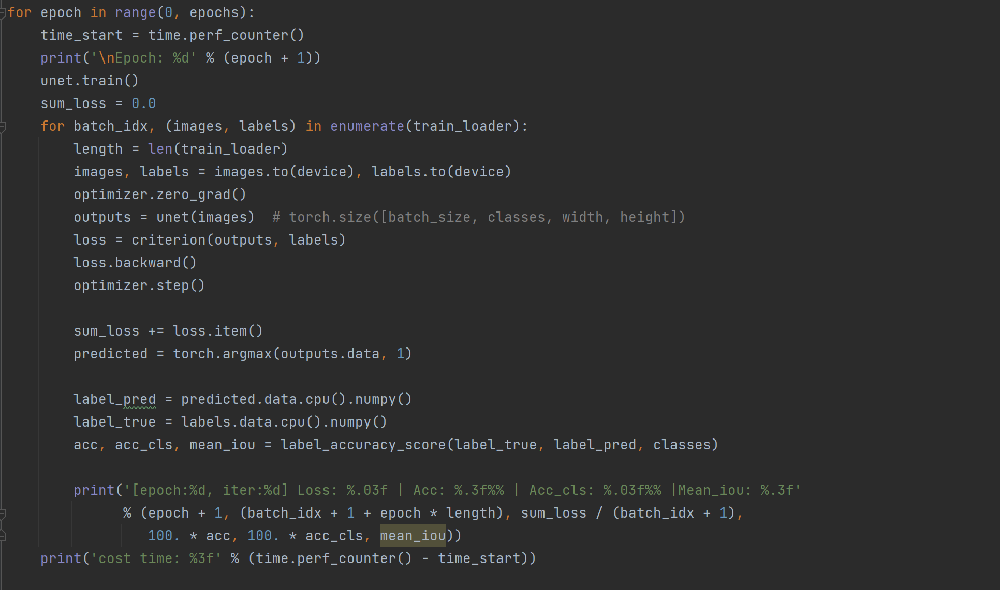 for epoch in range(0, epochs):
    time_start = time.perf_counter()
    print('\nEpoch: %d' % (epoch + 1))
    unet.train()
    sum_loss = 0.0
    for batch_idx, (images, labels) in enumerate(train_loader):
        length = len(train_loader)
        images, labels = images.to(device), labels.to(device)
        optimizer.zero_grad()
        outputs = unet(images)  # torch.size([batch_size, classes, width, height])
        loss = criterion(outputs, labels)
        loss.backward()
        optimizer.step()

        sum_loss += loss.item()
        predicted = torch.argmax(outputs.data, 1)

        label_pred = predicted.data.cpu().numpy()
        label_true = labels.data.cpu().numpy()
        acc, acc_cls, mean_iou = label_accuracy_score(label_true, label_pred, classes)

        print('[epoch:%d, iter:%d] Loss: %.03f | Acc: %.3f%% | Acc_cls: %.03f%% |Mean_iou: %.3f'
              % (epoch + 1, (batch_idx + 1 + epoch * length), sum_loss / (batch_idx + 1),
                 100. * acc, 100. * acc_cls, mean_iou))
    print('cost time: %3f' % (time.perf_counter() - time_start))